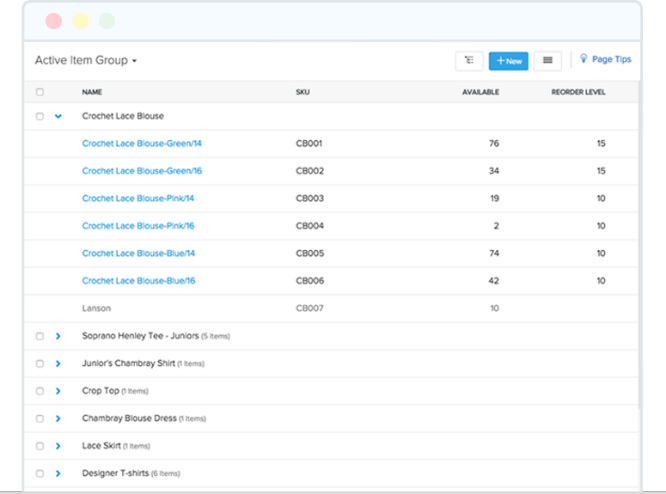 Active Item Group
+ New
Page Tips
NAME SKU AVAILABLE REORDER LEVEL
Crochet Lace Blouse
Crochet Lace Blouse-Green/14 CB001 76 15
Crochet Lace Blouse-Green/16 CB002 34 15
Crochet Lace Blouse-Pink/14 CB003 19 10
Crochet Lace Blouse-Pink/16 CB004 2 10
Crochet Lace Blouse-Blue/14 CB005 74 10
Crochet Lace Blouse-Blue/16 CB006 42 10
Lanson CB007 10
Soprano Henley Tee - Juniors (5 Items)
Junior's Chambray Shirt (1 Items)
Crop Top (1 Items)
Chambray Blouse Dress (1 Items)
Lace Skirt (1 Items)
Designer T-shirts (6 Items)